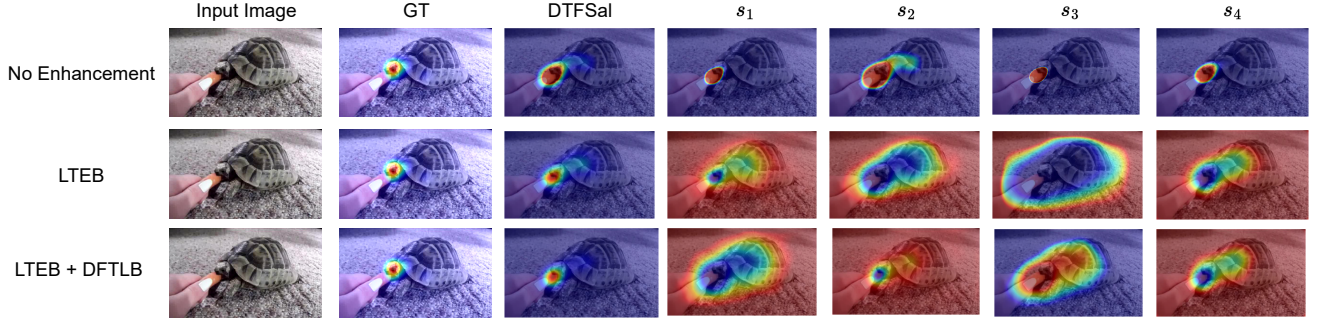 Input Image GT DTFSal s₁ s₂ s₃ s₄
No Enhancement
LTEB
LTEB + DFTLB